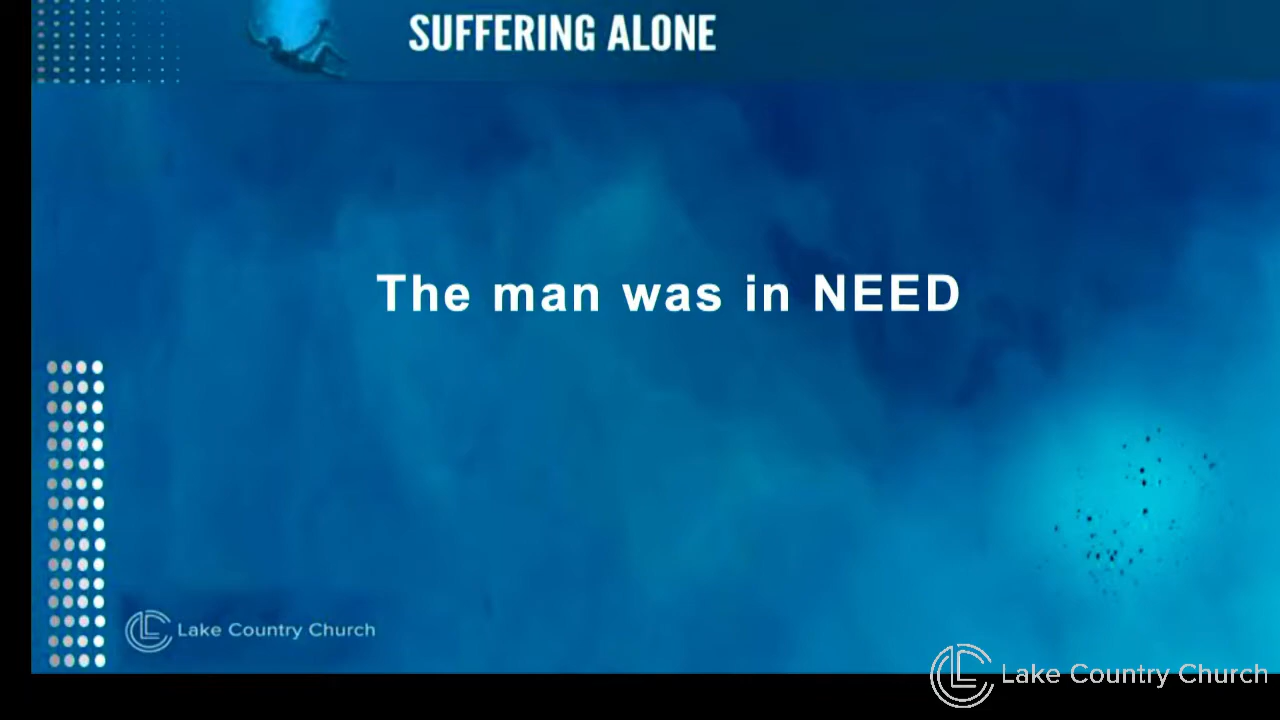 SUFFERING ALONE
The man was in NEED
Lake Country Church
Lake Country Church